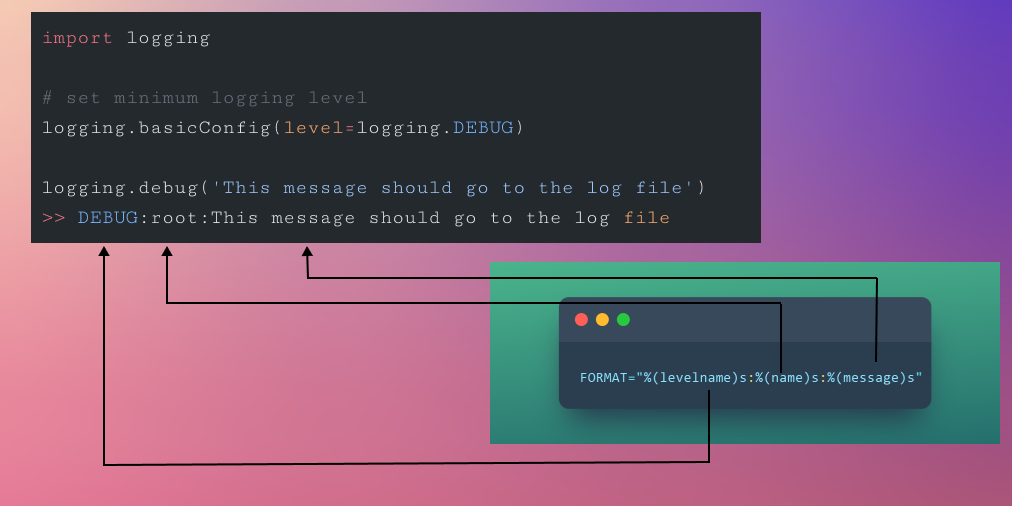 import logging
# set minimum logging level
logging.basicConfig(level=logging.DEBUG)
logging.debug('This message should go to the log file')
>> DEBUG:root:This message should go to the log file
FORMAT="%(levelname)s:%(name)s:%(message)s"